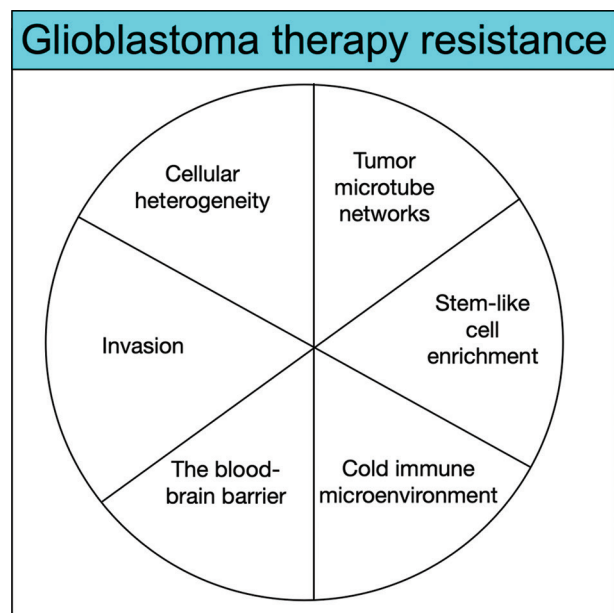 Glioblastoma therapy resistance
Cellular
heterogeneity
Tumor
microtube
networks
Stem-like
cell
enrichment
Cold immune
microenvironment
The blood-
brain barrier
Invasion